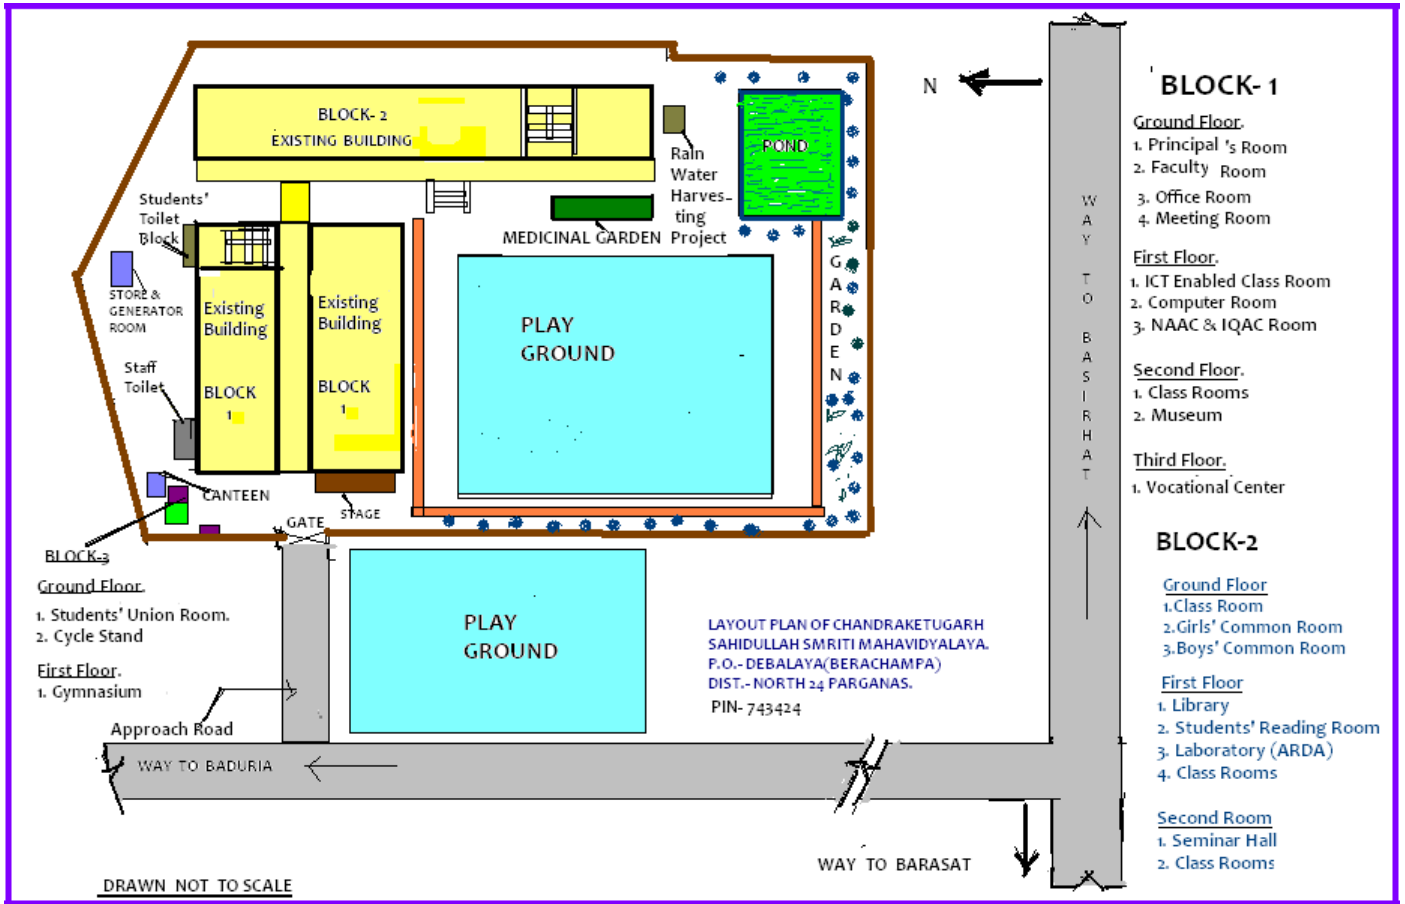 BLOCK- 2
EXISTING BUILDING
Rain
Water
Harves-
ting
Project
POND
N
Students'
Toilet
Block
STORE &
GENERATOR
ROOM
Existing
Building
BLOCK
1
Existing
Building
BLOCK
1
Staff
Toilet
CANTEEN
STAGE
GATE
MEDICINAL GARDEN
PLAY
GROUND
GARDEN
BLOCK-3
Ground Floor.
1. Students' Union Room.
2. Cycle Stand
First Floor.
1. Gymnasium
Approach Road
PLAY
GROUND
LAYOUT PLAN OF CHANDRAKETUGARH
SAHIDULLAH SMRITI MAHAVIDYALAYA.
P.O.- DEBALAYA(BERACHAMPA)
DIST.- NORTH 24 PARGANAS.
PIN- 743424
WAY TO BADURIA
WAY TO BARASAT
DRAWN NOT TO SCALE
WAY TO BASIRHAT
BLOCK- 1
Ground Floor.
1. Principal 's Room
2. Faculty Room
3. Office Room
4. Meeting Room
First Floor.
1. ICT Enabled Class Room
2. Computer Room
3. NAAC & IQAC Room
Second Floor.
1. Class Rooms
2. Museum
Third Floor.
1. Vocational Center
BLOCK-2
Ground Floor
1.Class Room
2.Girls' Common Room
3.Boys' Common Room
First Floor
1. Library
2. Students' Reading Room
3. Laboratory (ARDA)
4. Class Rooms
Second Room
1. Seminar Hall
2. Class Rooms